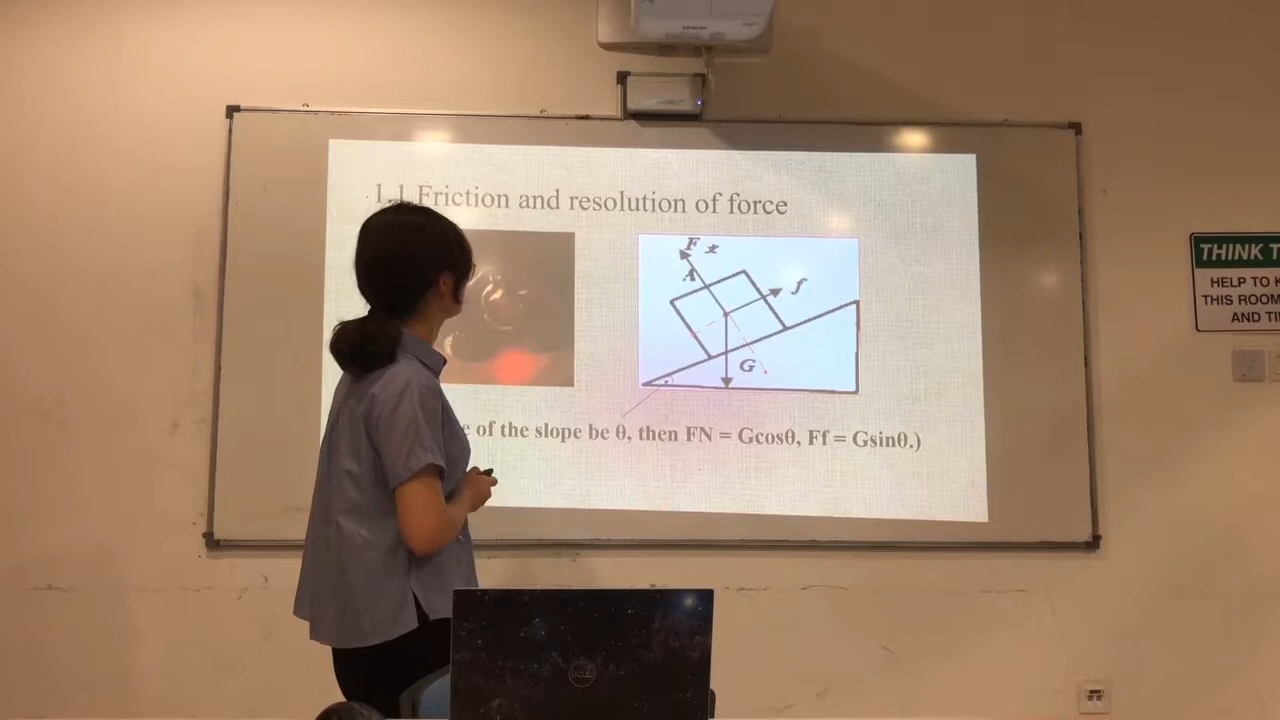 EPSON
1.1 Friction and resolution of force
F
A
f
G
of the slope be θ, then FN = Gcosθ, Ff = Gsinθ.)
THINK
HELP TO
THIS ROOM
AND
DELL